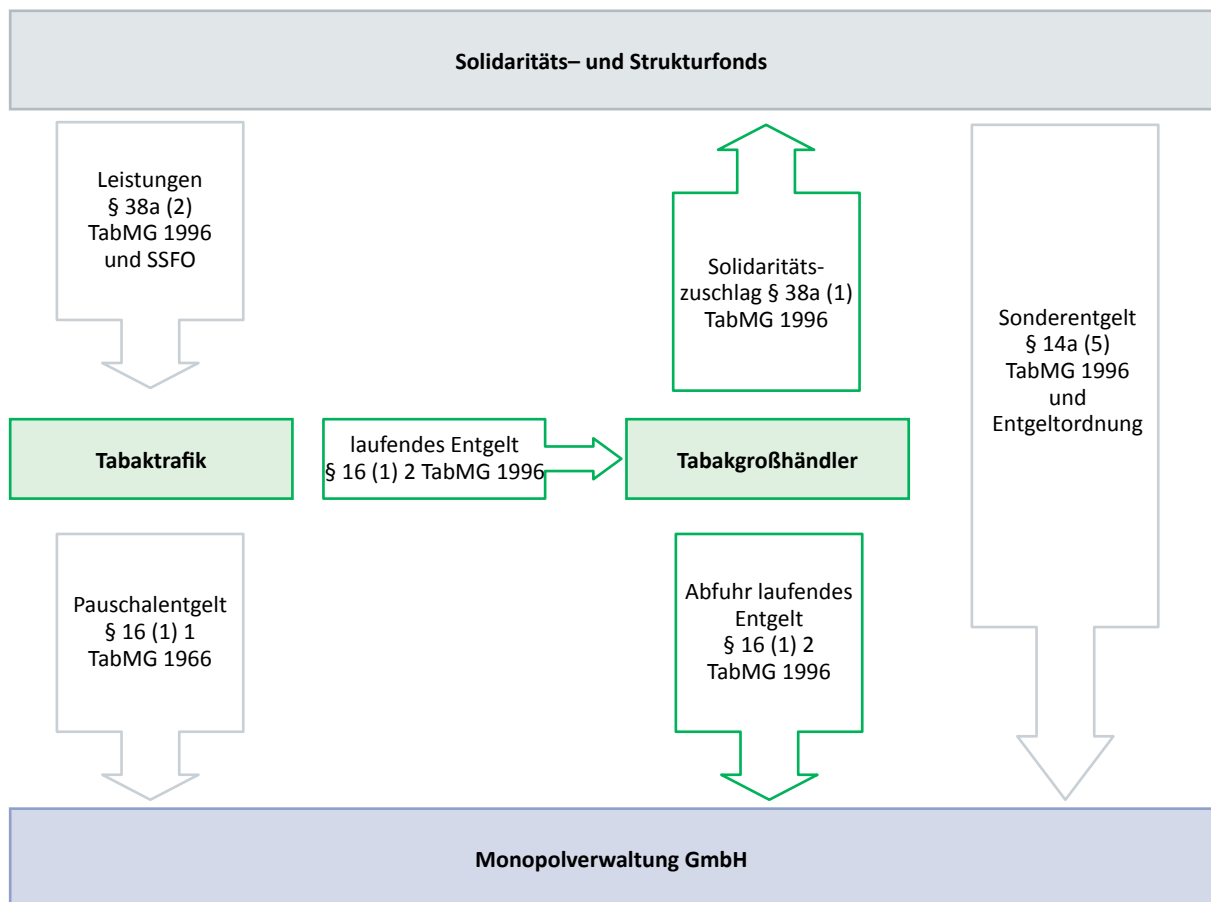 Solidaritäts– und Strukturfonds
Leistungen
§ 38a (2)
TabMG 1996
und SSFO
Solidaritäts-
zuschlag § 38a (1)
TabMG 1996
Sonderentgelt
§ 14a (5)
TabMG 1996
und
Entgeltordnung
Tabaktrafik
laufendes Entgelt
§ 16 (1) 2 TabMG 1996
Tabakgroßhändler
Pauschalentgelt
§ 16 (1) 1
TabMG 1966
Abfuhr laufendes
Entgelt
§ 16 (1) 2
TabMG 1996
Monopolverwaltung GmbH